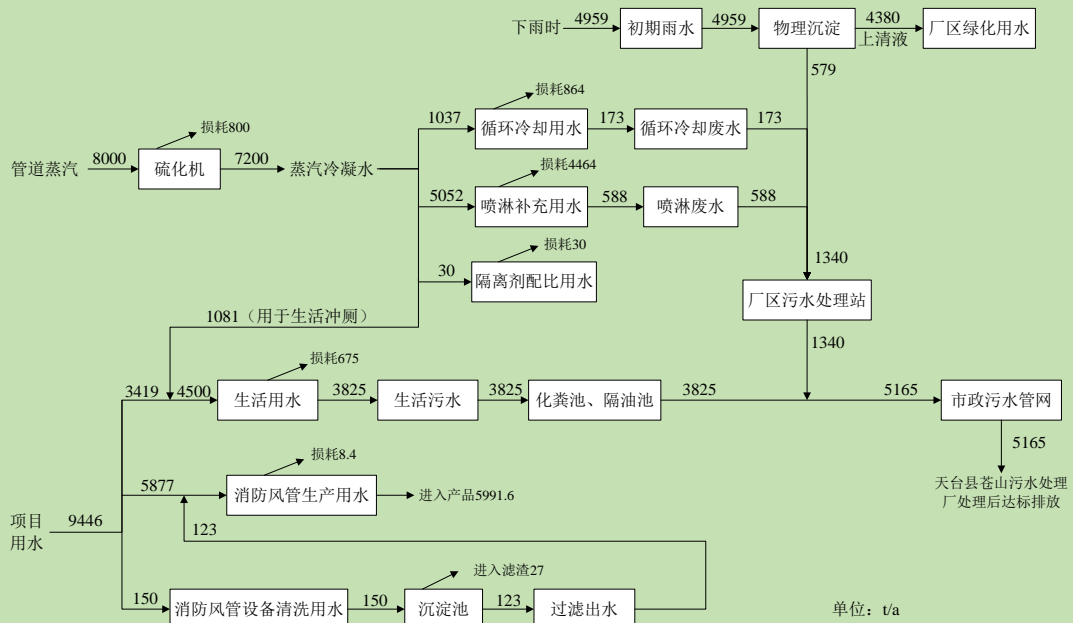 下雨时
4959
初期雨水
4959
物理沉淀
4380
上清液
厂区绿化用水
579
损耗864
1037
循环冷却用水
173
循环冷却废水
173
损耗800
管道蒸汽
8000
硫化机
7200
蒸汽冷凝水
损耗4464
5052
喷淋补充用水
588
喷淋废水
588
损耗30
30
隔离剂配比用水
1340
厂区污水处理站
1081（用于生活冲厕）
1340
损耗675
3419
4500
生活用水
3825
生活污水
3825
化粪池、隔油池
3825
5165
市政污水管网
5165
天台县苍山污水处理
厂处理后达标排放
损耗8.4
5877
消防风管生产用水
进入产品5991.6
项目
用水
9446
123
进入滤渣27
150
消防风管设备清洗用水
150
沉淀池
123
过滤出水
单位：t/a